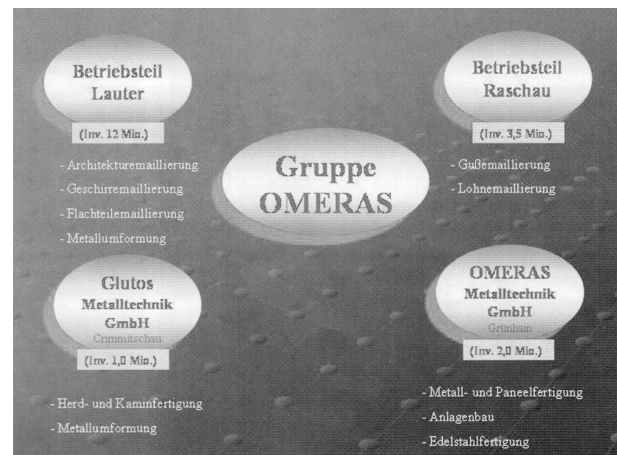 Betriebsteil
Lauter
(Inv. 12 Mio.)
- Architekturemaillierung
- Geschirremaillierung
- Flachteilemaillierung
- Metallumformung
Betriebsteil
Raschau
(Inv. 3,5 Mio.)
- Gußemaillierung
- Lohnemaillierung
Gruppe
OMERAS
Glutos
Metalltechnik
GmbH
Crimmitschau
(Inv. 1,0 Mio.)
- Herd- und Kaminfertigung
- Metallumformung
OMERAS
Metalltechnik
GmbH
Grünhain
(Inv. 2,0 Mio.)
- Metall- und Paneelfertigung
- Anlagenbau
- Edelstahlfertigung